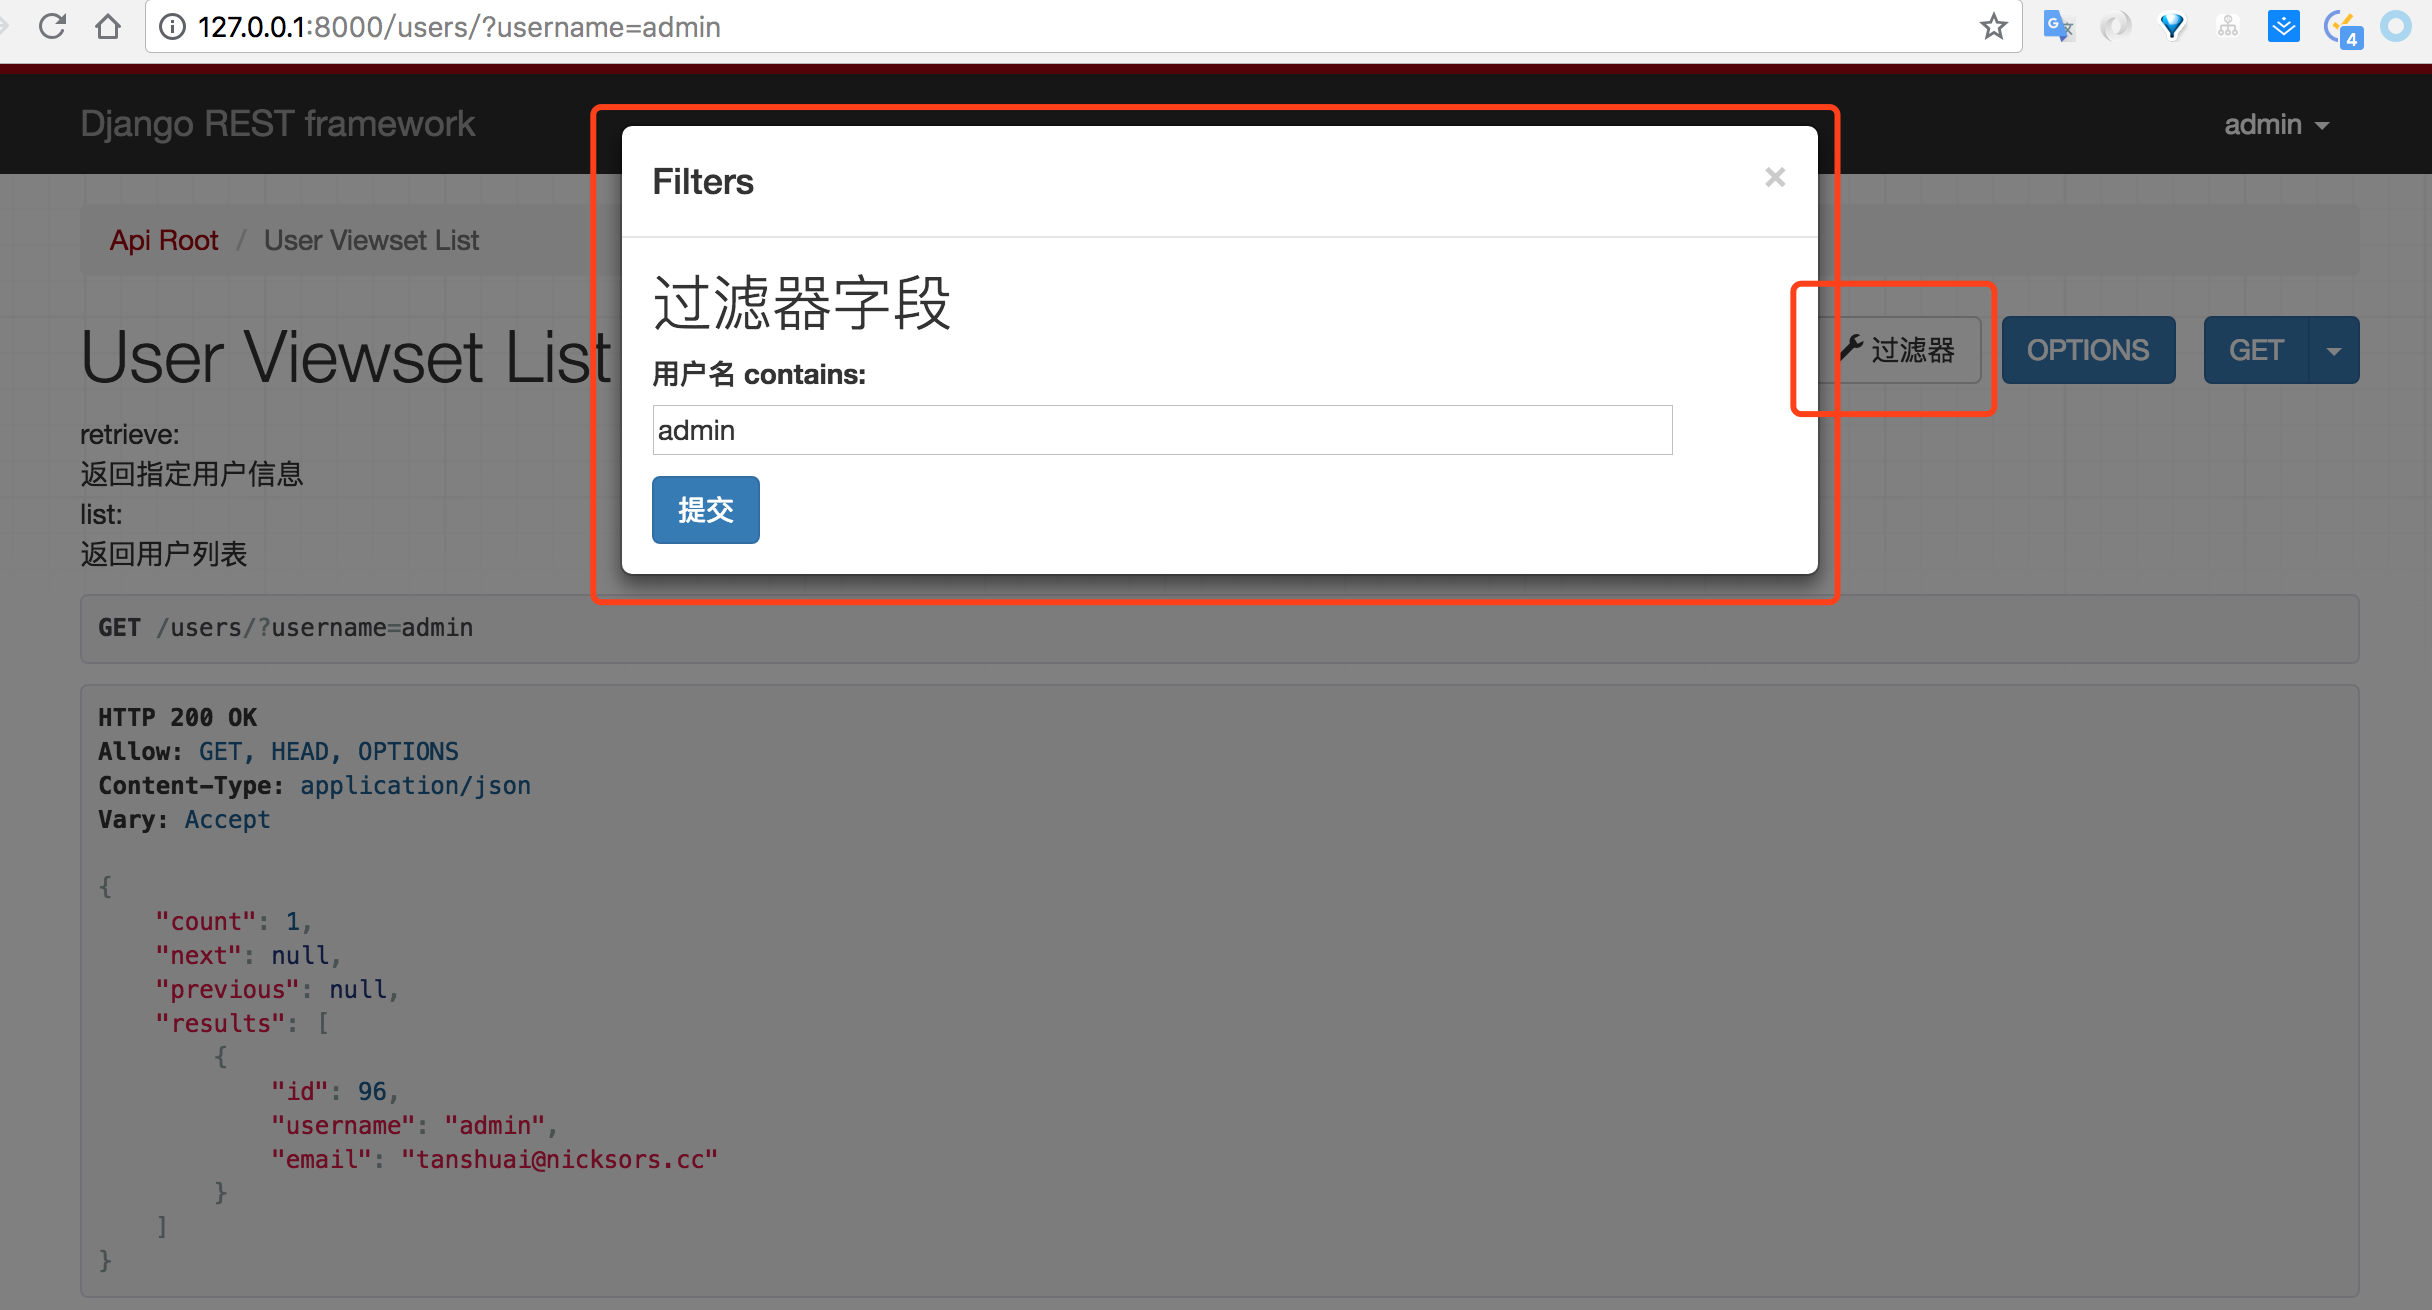 127.0.0.1:8000/users/?username=admin
4
Django REST framework
admin
Filters
×
Api Root / User Viewset List
过滤器字段
User Viewset List
过滤器
OPTIONS
GET
用户名 contains:
admin
提交
retrieve:
返回指定用户信息
list:
返回用户列表
GET /users/?username=admin
HTTP 200 OK
Allow: GET, HEAD, OPTIONS
Content-Type: application/json
Vary: Accept
{
"count": 1,
"next": null,
"previous": null,
"results": [
{
"id": 96,
"username": "admin",
"email": "tanshuai@nicksors.cc"
}
]
}